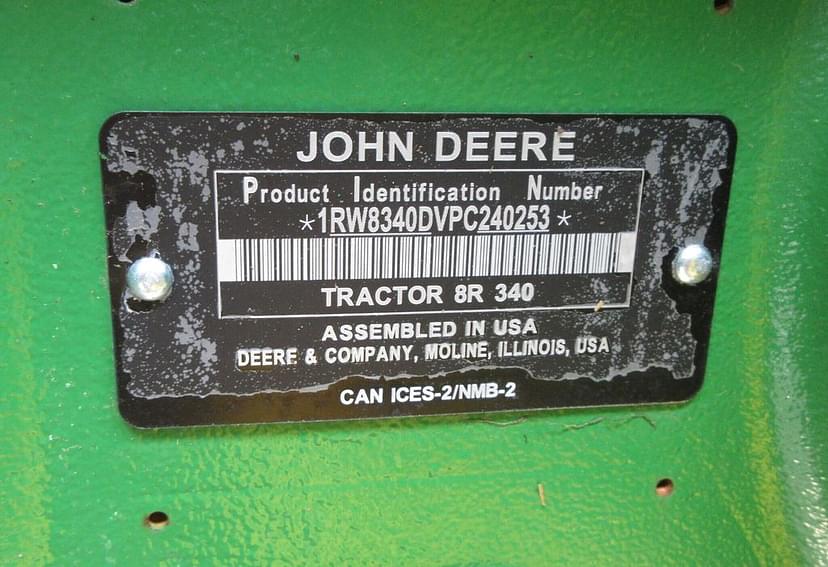 JOHN DEERE
Product Identification Number
*1RW8340DVPC240253*
TRACTOR 8R 340
ASSEMBLED IN USA
DEERE & COMPANY, MOLINE, ILLINOIS, USA
CAN ICES-2/NMB-2